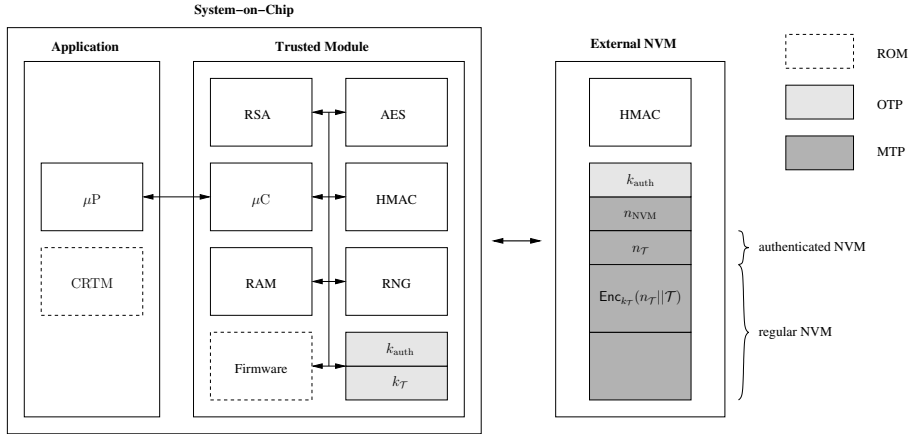 System-on-Chip
Application
Trusted Module
External NVM
RSA
AES
HMAC
ROM
OTP
MTP
μP
μC
HMAC
k_auth
n_NVM
CRTM
RAM
RNG
n_𝒯
authenticated NVM
Enc_{k_𝒯}(n_𝒯||𝒯)
regular NVM
Firmware
k_auth
k_𝒯